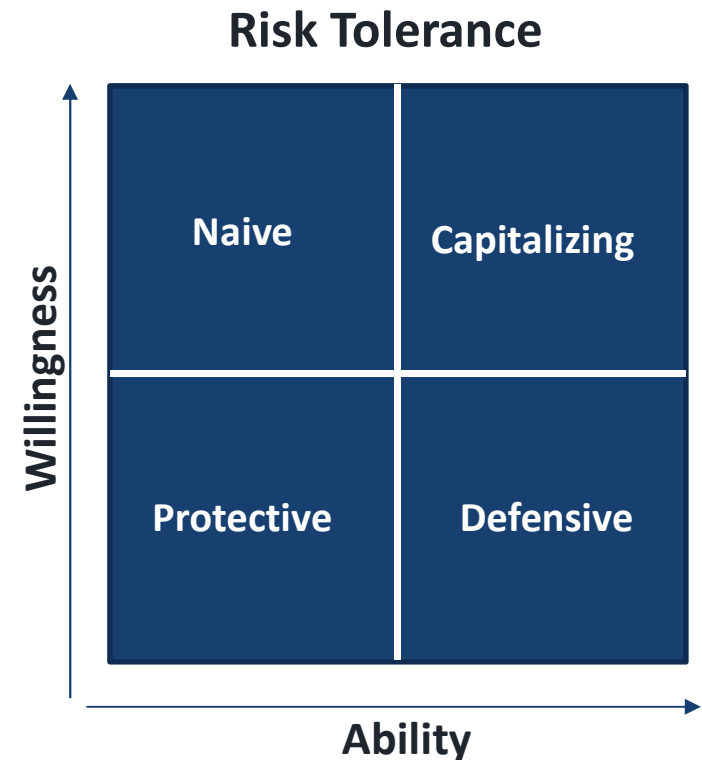 Risk Tolerance
Naive
Capitalizing
Willingness
Protective
Defensive
Ability